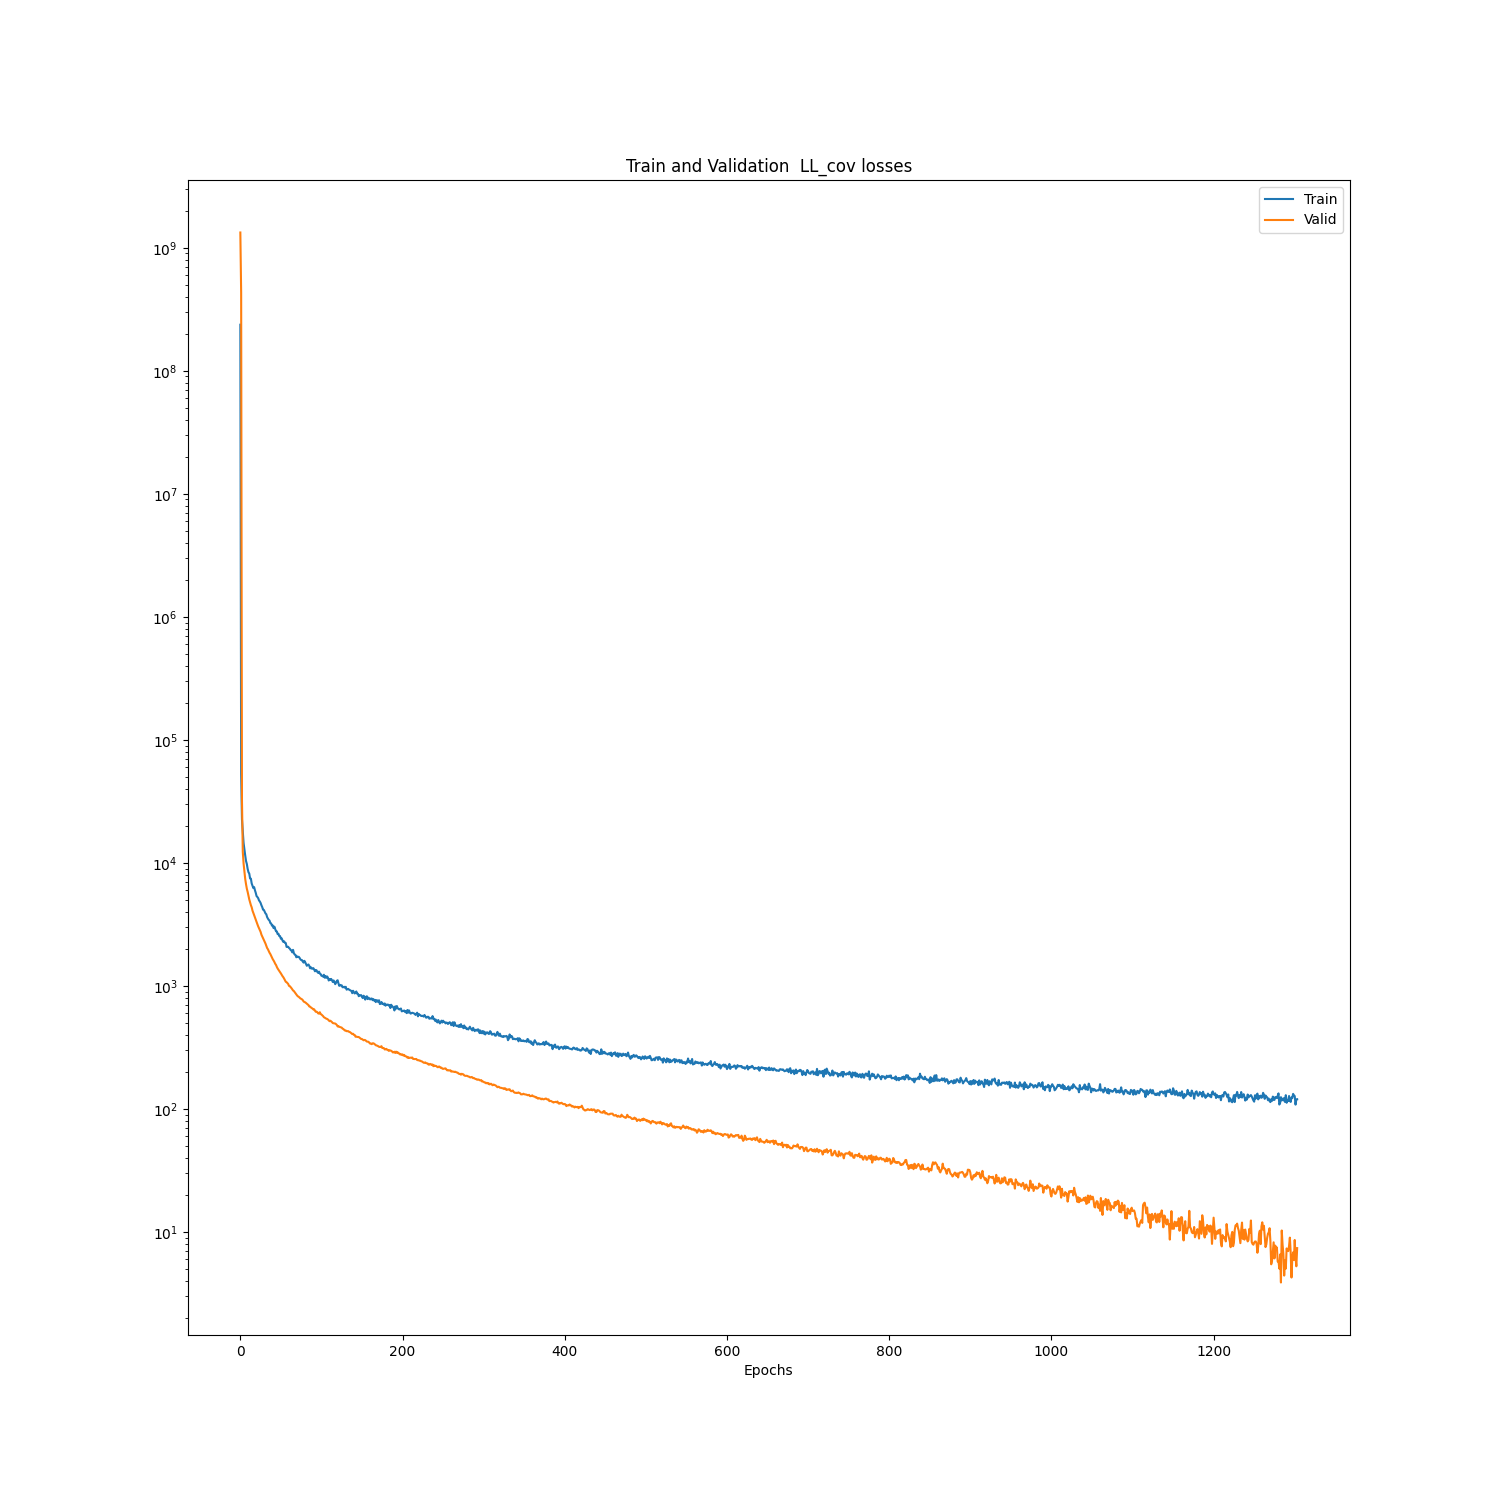 Train and Validation  LL_cov losses
Train
Valid
10⁹
10⁸
10⁷
10⁶
10⁵
10⁴
10³
10²
10¹
0 200 400 600 800 1000 1200
Epochs